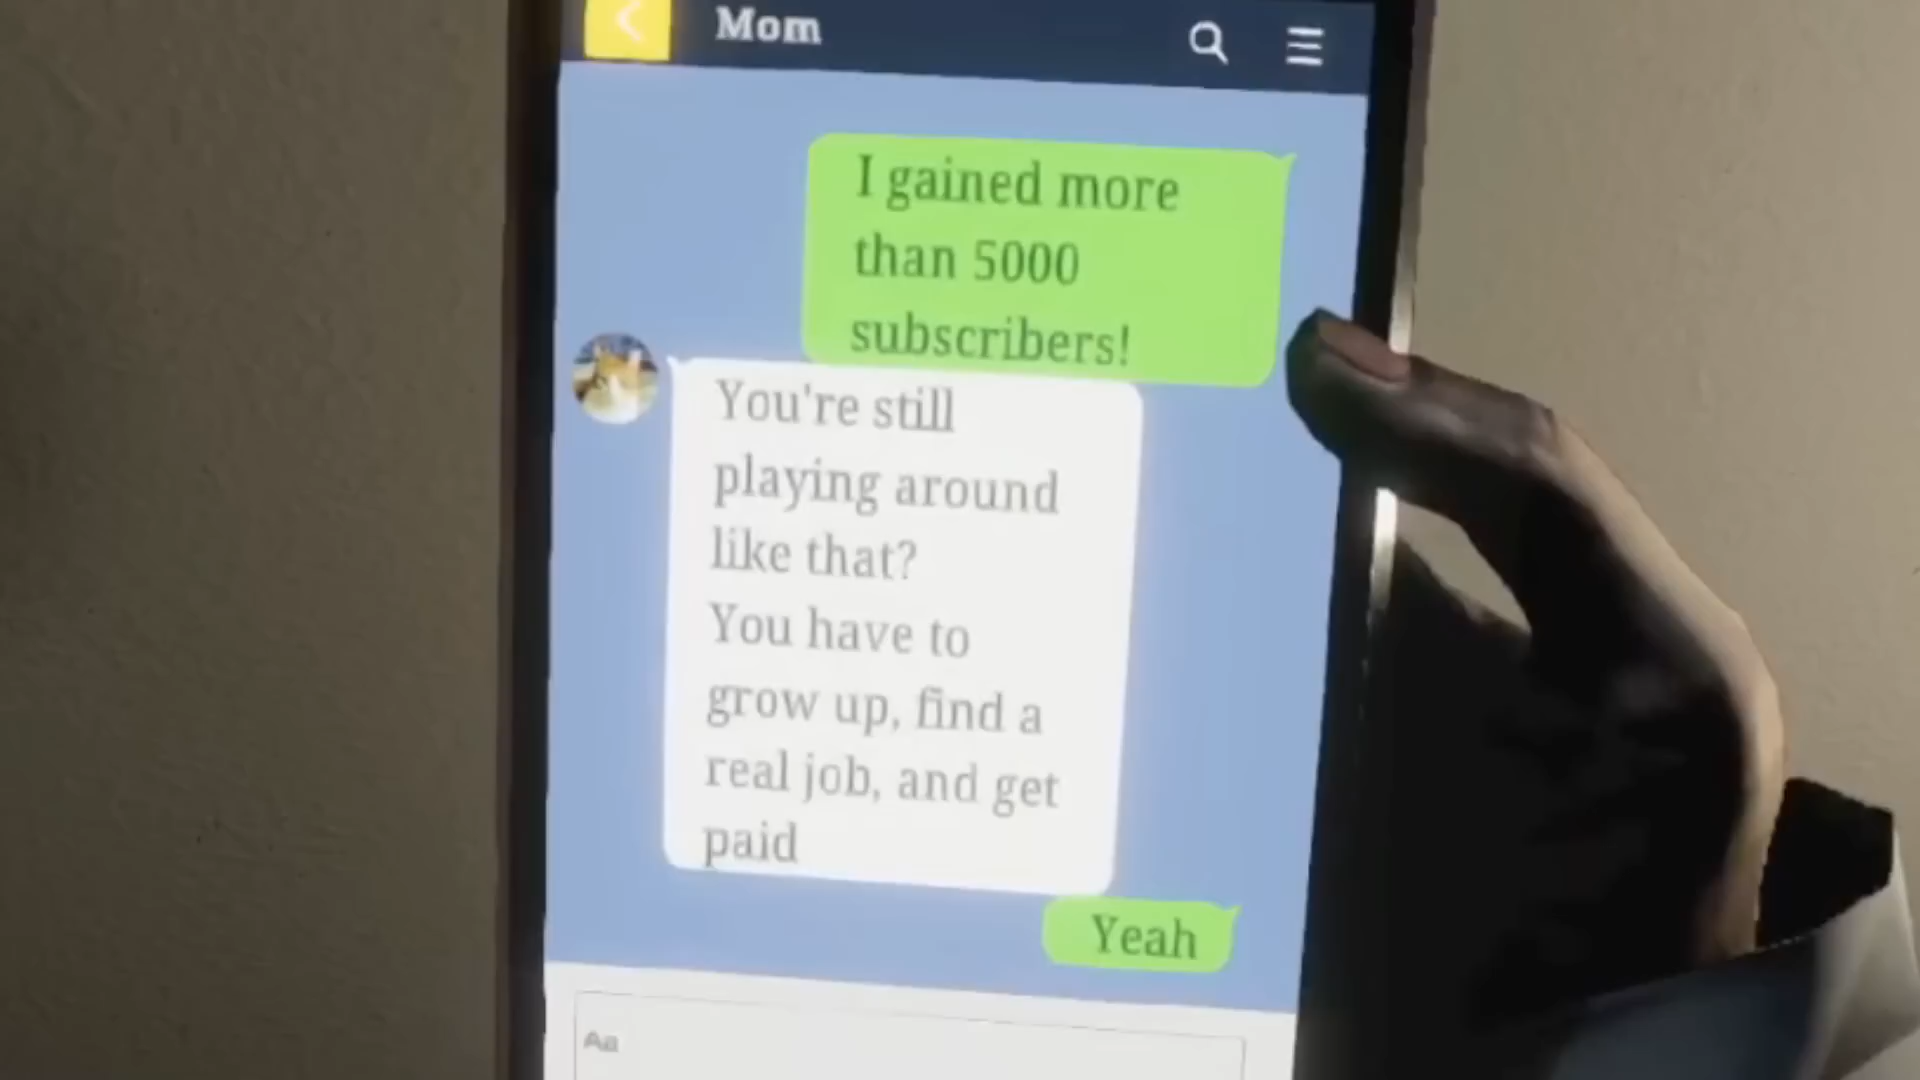 Mom
I gained more
than 5000
subscribers!
You're still
playing around
like that?
You have to
grow up, find a
real job, and get
paid
Yeah
Aa